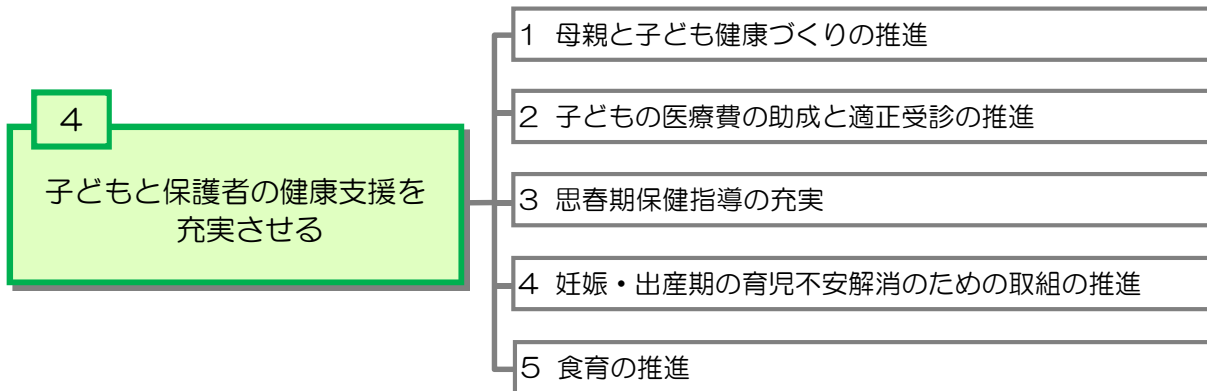 4
子どもと保護者の健康支援を
充実させる
1 母親と子ども健康づくりの推進
2 子どもの医療費の助成と適正受診の推進
3 思春期保健指導の充実
4 妊娠・出産期の育児不安解消のための取組の推進
5 食育の推進